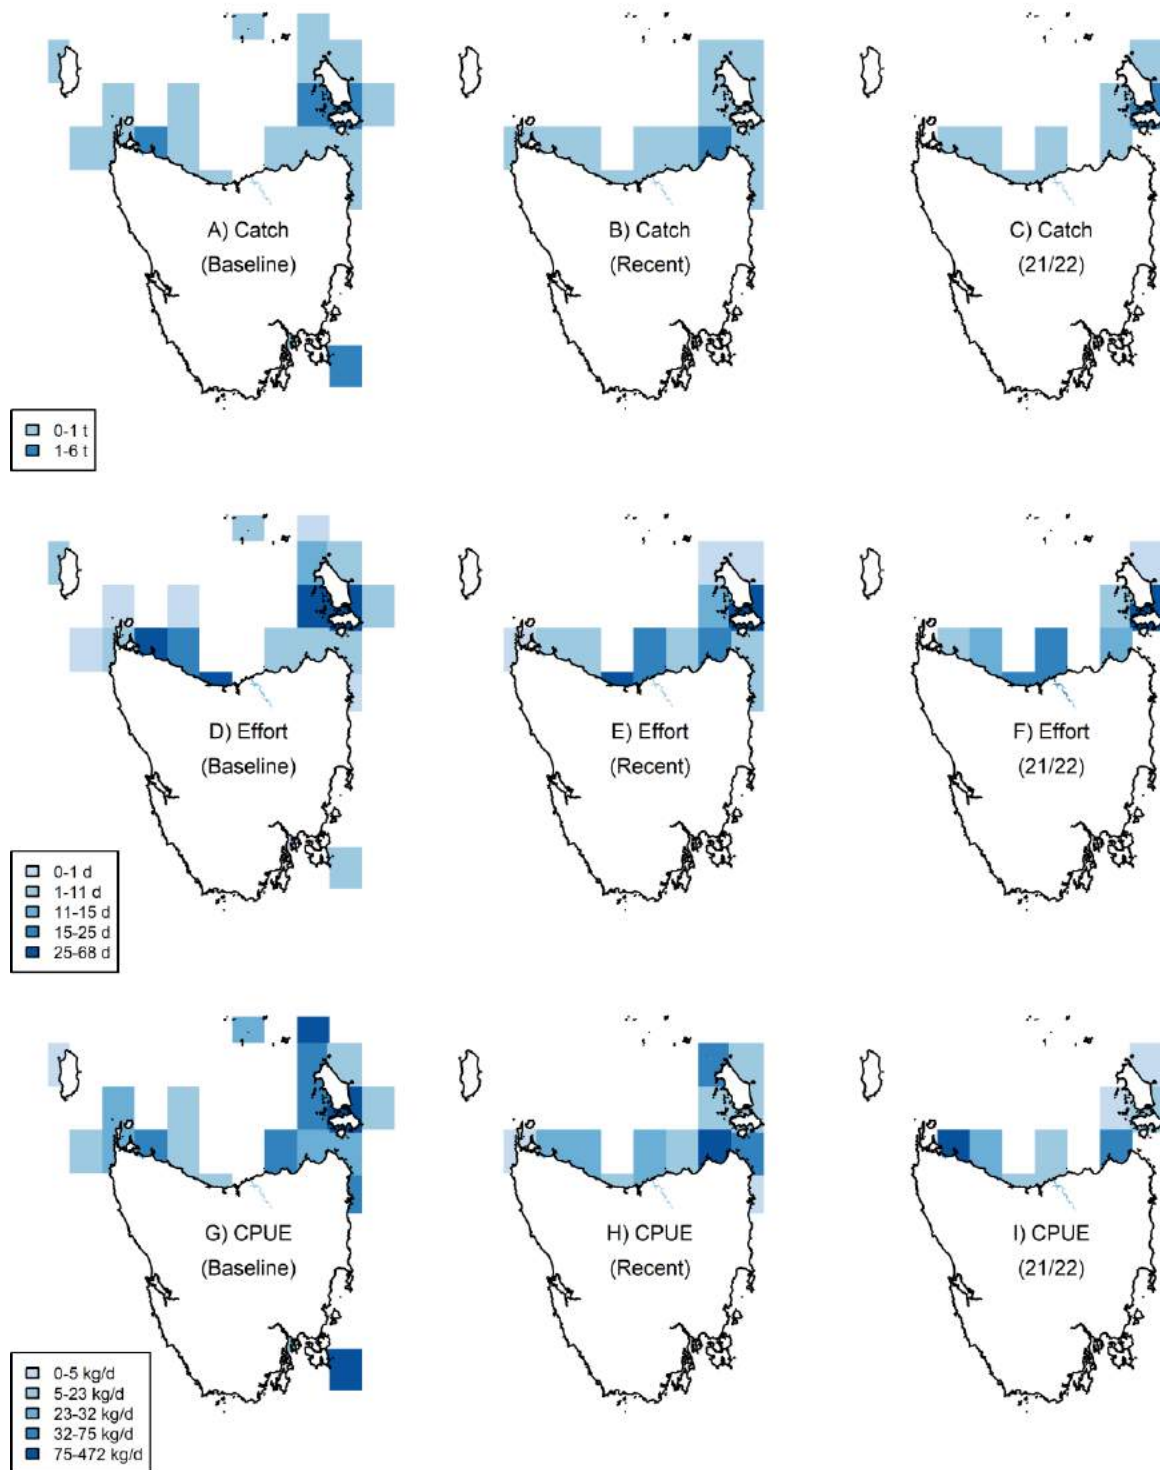 A) Catch
(Baseline)
B) Catch
(Recent)
C) Catch
(21/22)
0-1 t
1-6 t
D) Effort
(Baseline)
E) Effort
(Recent)
F) Effort
(21/22)
0-1 d
1-11 d
11-15 d
15-25 d
25-68 d
G) CPUE
(Baseline)
H) CPUE
(Recent)
I) CPUE
(21/22)
0-5 kg/d
5-23 kg/d
23-32 kg/d
32-75 kg/d
75-472 kg/d